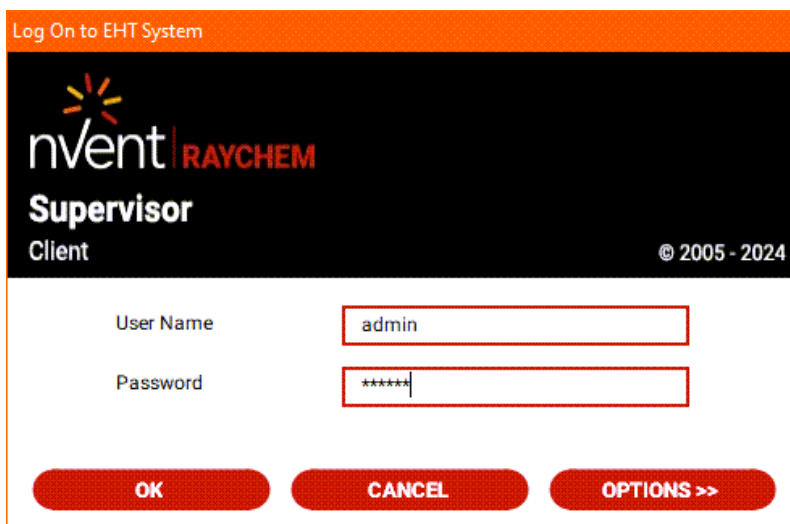 Log On to EHT System
nvent RAYCHEM
Supervisor
Client
© 2005 - 2024
User Name
admin
Password
******
OK
CANCEL
OPTIONS >>